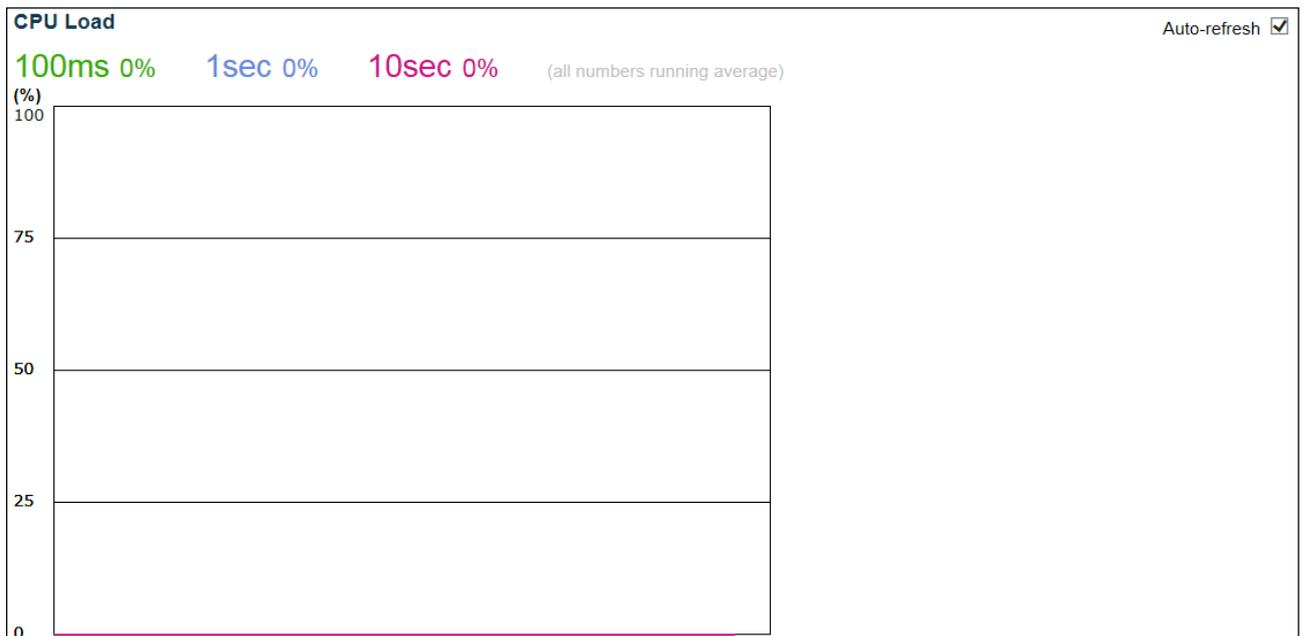 CPU Load
Auto-refresh
100ms 0% 1sec 0% 10sec 0% (all numbers running average)
(%)
100
75
50
25
0